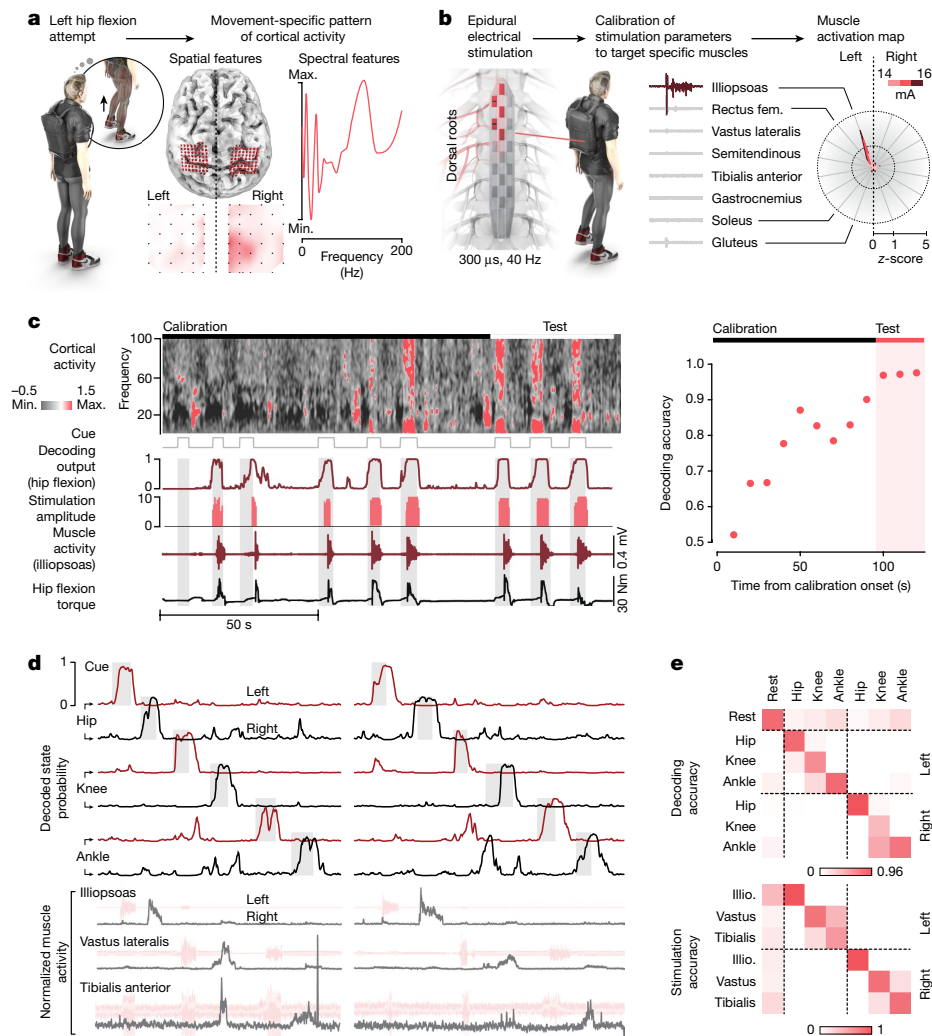 a
Left hip flexion
attempt
Movement-specific pattern
of cortical activity
Spatial features
Spectral features
Max.
Left
Right
Min.
0
200
Frequency
(Hz)
b
Epidural
electrical
stimulation
Calibration of
stimulation parameters
to target specific muscles
Muscle
activation map
Left
Right
14
16
mA
Dorsal roots
Illiopsoas
Rectus fem.
Vastus lateralis
Semitendinous
Tibialis anterior
Gastrocnemius
Soleus
Gluteus
300 µs, 40 Hz
0 1 5
z-score
c
Calibration
Test
Cortical
activity
–0.5
1.5
Min.
Max.
Frequency
100
60
20
Cue
Decoding
output
(hip flexion)
1
0
Stimulation
amplitude
10
0
Muscle
activity
(illiopsoas)
0.4 mV
Hip flexion
torque
30 Nm
50 s
Calibration
Test
Decoding accuracy
1.0
0.9
0.8
0.7
0.6
0.5
0
50
100
Time from calibration onset (s)
d
1
0
Cue
Left
Hip
Right
Knee
Ankle
Decoded state
probability
Illiopsoas
Left
Right
Vastus lateralis
Tibialis anterior
Normalized muscle
activity
e
Rest
Hip
Knee
Ankle
Hip
Knee
Ankle
Rest
Hip
Knee
Ankle
Left
Hip
Knee
Ankle
Right
Decoding
accuracy
0
0.96
Illio.
Vastus
Tibialis
Left
Illio.
Vastus
Tibialis
Right
Stimulation
accuracy
0
1